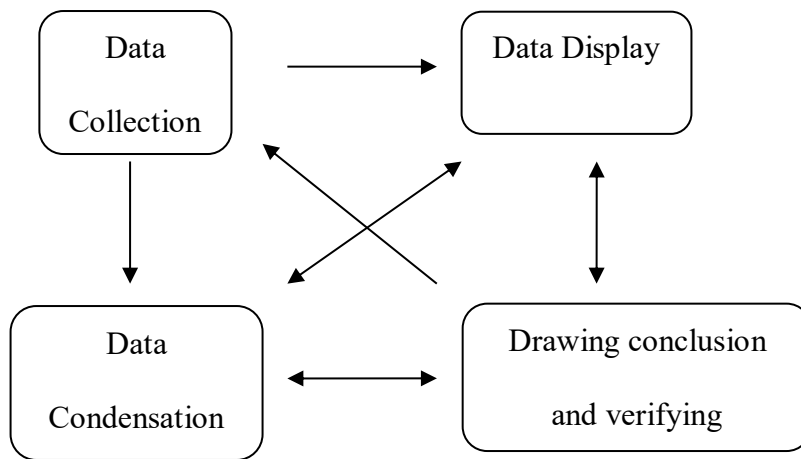 Data
Collection
Data Display
Data
Condensation
Drawing conclusion
and verifying